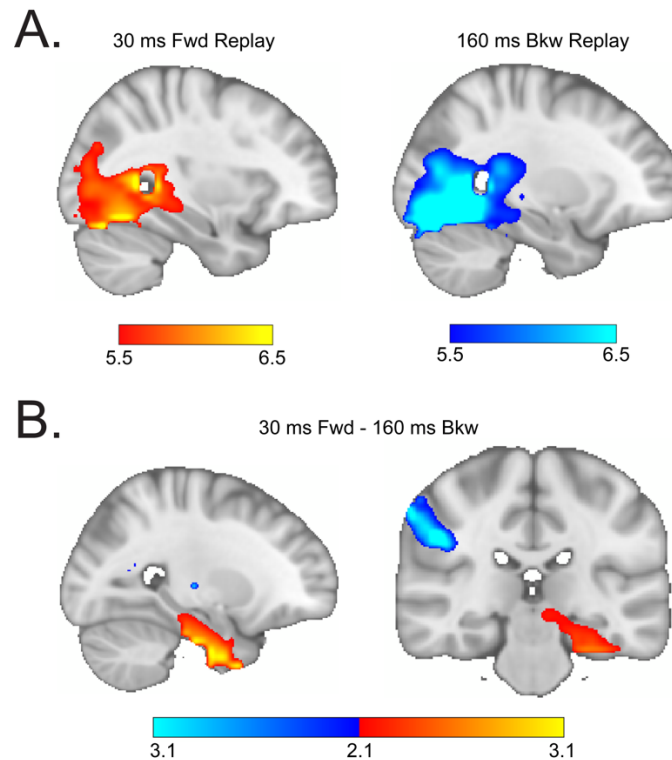 A.
30 ms Fwd Replay
160 ms Bkw Replay
5.5 6.5
5.5 6.5
B.
30 ms Fwd - 160 ms Bkw
3.1 2.1 3.1